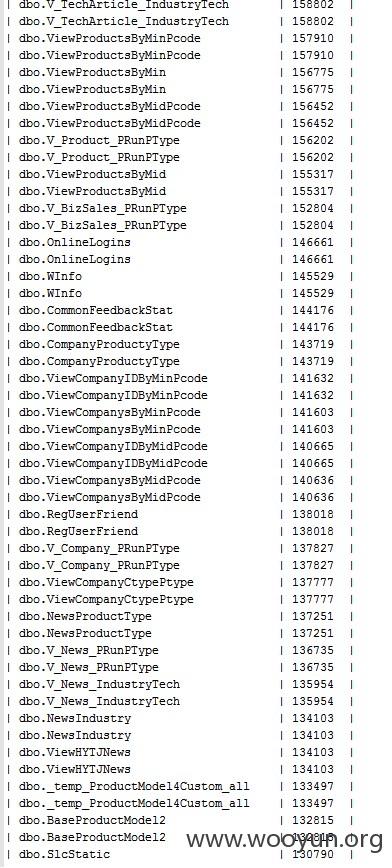 | dbo.V_TechArticle_IndustryTech | 158802 |
| dbo.V_TechArticle_IndustryTech | 158802 |
| dbo.ViewProductsByMinPcode | 157910 |
| dbo.ViewProductsByMinPcode | 157910 |
| dbo.ViewProductsByMin | 156775 |
| dbo.ViewProductsByMin | 156775 |
| dbo.ViewProductsByMidPcode | 156452 |
| dbo.ViewProductsByMidPcode | 156452 |
| dbo.V_Product_PRunPType | 156202 |
| dbo.V_Product_PRunPType | 156202 |
| dbo.ViewProductsByMid | 155317 |
| dbo.ViewProductsByMid | 155317 |
| dbo.V_BizSales_PRunPType | 152804 |
| dbo.V_BizSales_PRunPType | 152804 |
| dbo.OnlineLogins | 146661 |
| dbo.OnlineLogins | 146661 |
| dbo.WInfo | 145529 |
| dbo.WInfo | 145529 |
| dbo.CommonFeedbackStat | 144176 |
| dbo.CommonFeedbackStat | 144176 |
| dbo.CompanyProductyType | 143719 |
| dbo.CompanyProductyType | 143719 |
| dbo.ViewCompanyIDByMinPcode | 141632 |
| dbo.ViewCompanyIDByMinPcode | 141632 |
| dbo.ViewCompanysByMinPcode | 141603 |
| dbo.ViewCompanysByMinPcode | 141603 |
| dbo.ViewCompanyIDByMidPcode | 140665 |
| dbo.ViewCompanyIDByMidPcode | 140665 |
| dbo.ViewCompanysByMidPcode | 140636 |
| dbo.ViewCompanysByMidPcode | 140636 |
| dbo.RegUserFriend | 138018 |
| dbo.RegUserFriend | 138018 |
| dbo.V_Company_PRunPType | 137827 |
| dbo.V_Company_PRunPType | 137827 |
| dbo.ViewCompanyCtypePtype | 137777 |
| dbo.ViewCompanyCtypePtype | 137777 |
| dbo.NewsProductType | 137251 |
| dbo.NewsProductType | 137251 |
| dbo.V_News_PRunPType | 136735 |
| dbo.V_News_PRunPType | 136735 |
| dbo.V_News_IndustryTech | 135954 |
| dbo.V_News_IndustryTech | 135954 |
| dbo.NewsIndustry | 134103 |
| dbo.NewsIndustry | 134103 |
| dbo.ViewHYTJNews | 134103 |
| dbo.ViewHYTJNews | 134103 |
| dbo._temp_ProductModel4Custom_all | 133497 |
| dbo._temp_ProductModel4Custom_all | 133497 |
| dbo.BaseProductModel2 | 132815 |
| dbo.BaseProductModel2 | 132815 |
www.wooyun.org
| dbo.SlcStatic | 130790 |